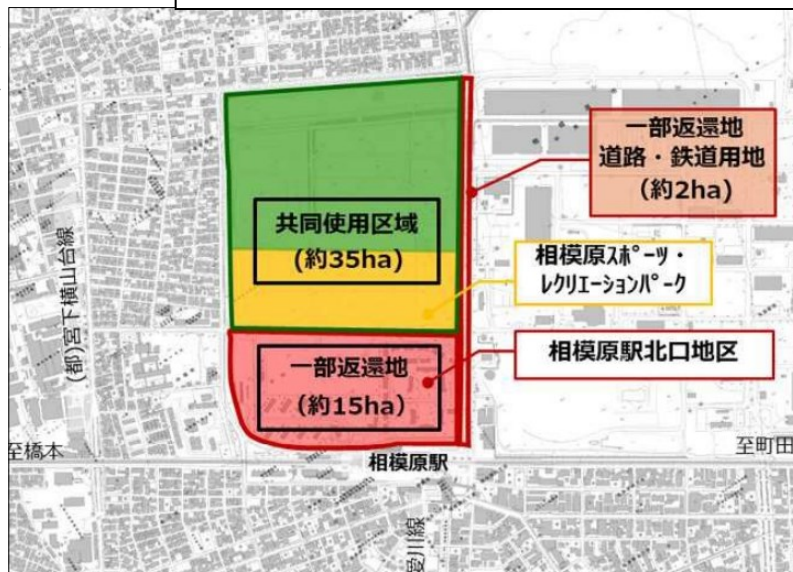 一部返還地
道路・鉄道用地
(約2ha)
共同使用区域
(約35ha)
相模原スポーツ・
レクリエーションパーク
(都)宮下横山台線
一部返還地
(約15ha)
相模原駅北口地区
至橋本
相模原駅
至町田
愛川線